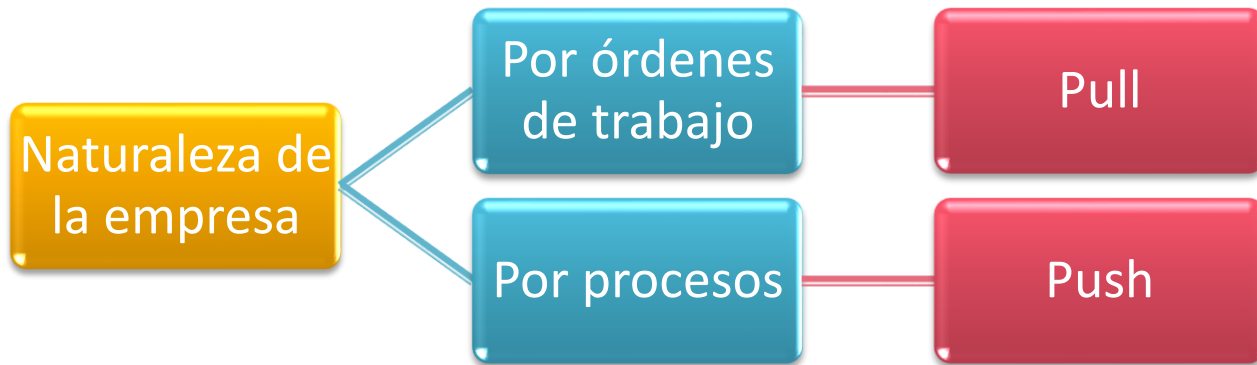 Naturaleza de
la empresa
Por órdenes
de trabajo
Pull
Por procesos
Push